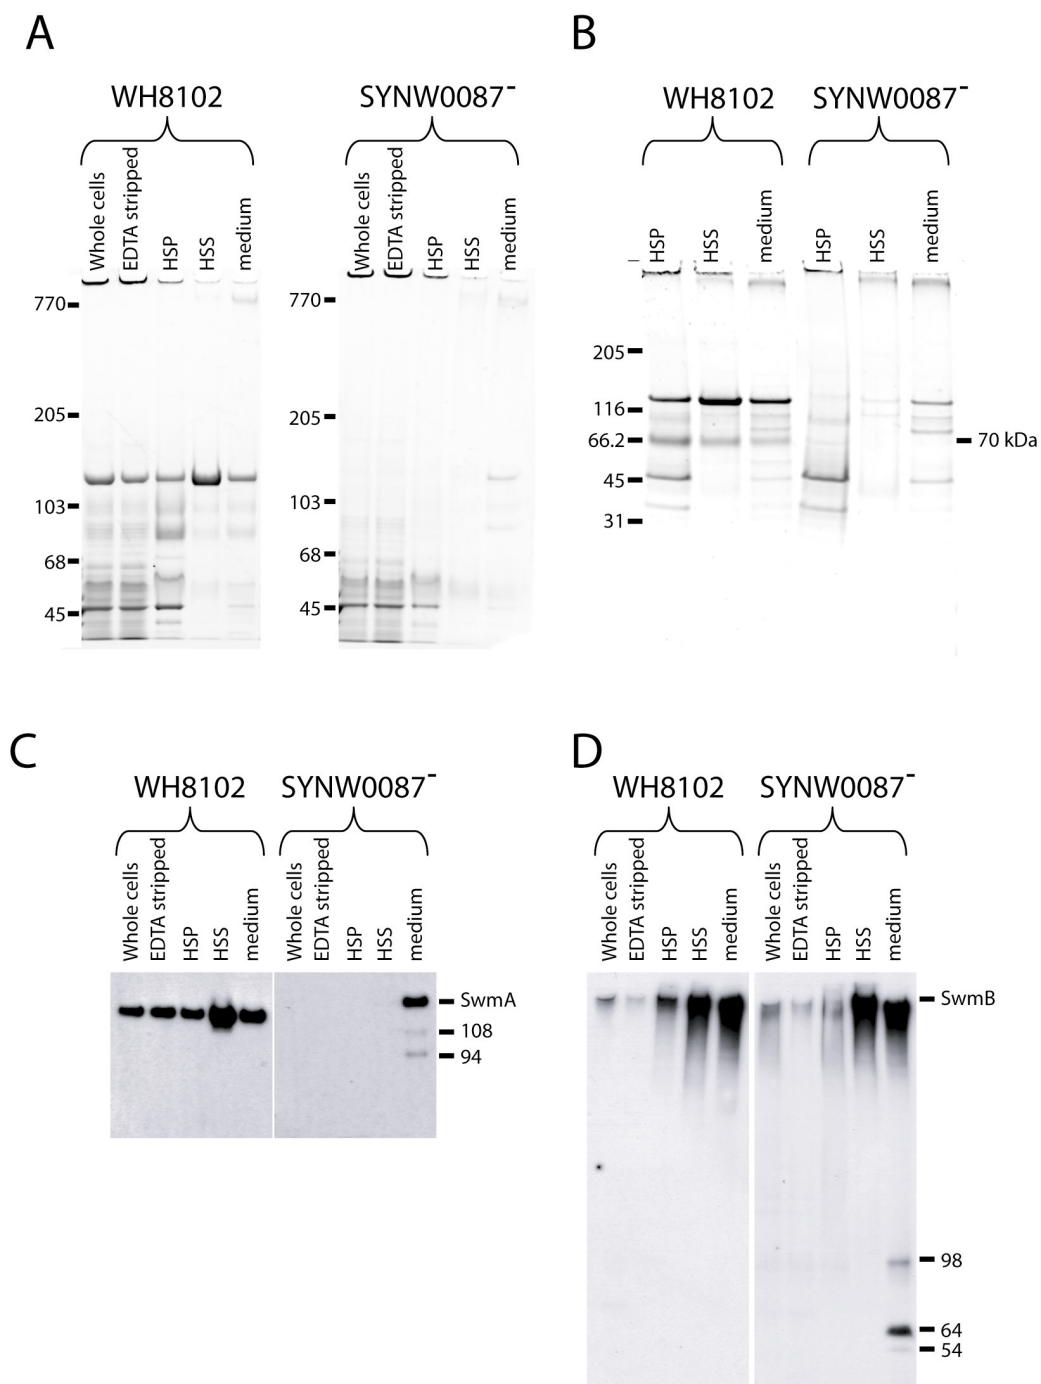 A
WH8102
SYNW0087-
Whole cells
EDTA stripped
HSP
HSS
medium
Whole cells
EDTA stripped
HSP
HSS
medium
770
205
103
68
45
770
205
103
68
45
B
WH8102
SYNW0087-
HSP
HSS
medium
HSP
HSS
medium
205
116
66.2
45
31
70 kDa
C
WH8102
SYNW0087-
Whole cells
EDTA stripped
HSP
HSS
medium
Whole cells
EDTA stripped
HSP
HSS
medium
SwmA
108
94
D
WH8102
SYNW0087-
Whole cells
EDTA stripped
HSP
HSS
medium
Whole cells
EDTA stripped
HSP
HSS
medium
SwmB
98
64
54